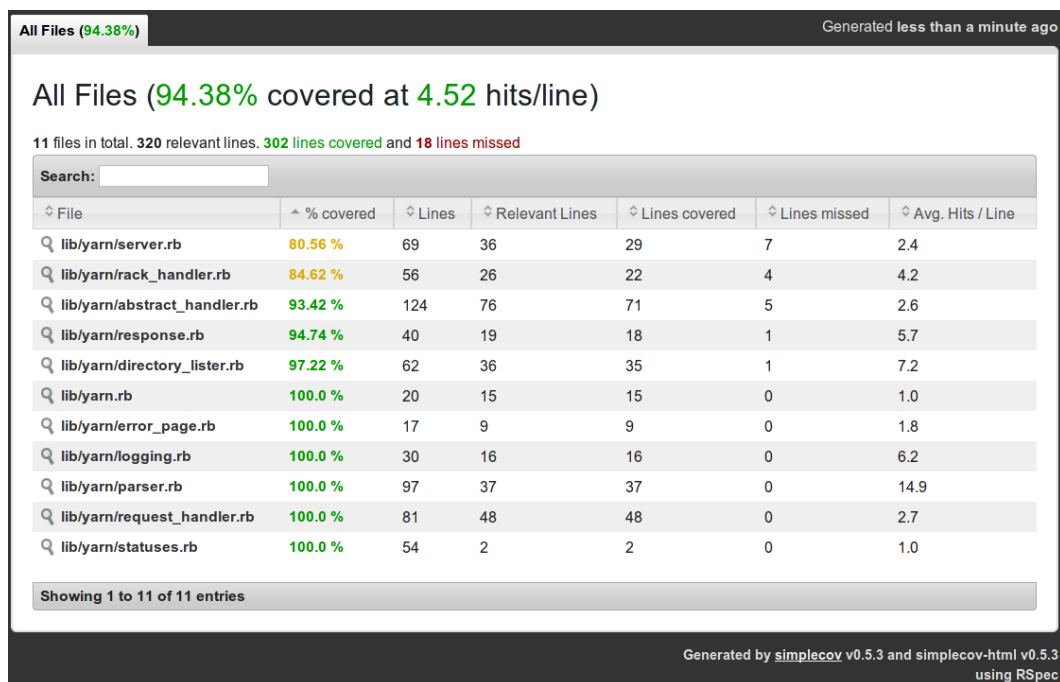 All Files (94.38%) Generated less than a minute ago
All Files (94.38% covered at 4.52 hits/line)
11 files in total. 320 relevant lines. 302 lines covered and 18 lines missed
Search:
File % covered Lines Relevant Lines Lines covered Lines missed Avg. Hits / Line
lib/yarn/server.rb 80.56 % 69 36 29 7 2.4
lib/yarn/rack_handler.rb 84.62 % 56 26 22 4 4.2
lib/yarn/abstract_handler.rb 93.42 % 124 76 71 5 2.6
lib/yarn/response.rb 94.74 % 40 19 18 1 5.7
lib/yarn/directory_lister.rb 97.22 % 62 36 35 1 7.2
lib/yarn.rb 100.0 % 20 15 15 0 1.0
lib/yarn/error_page.rb 100.0 % 17 9 9 0 1.8
lib/yarn/logging.rb 100.0 % 30 16 16 0 6.2
lib/yarn/parser.rb 100.0 % 97 37 37 0 14.9
lib/yarn/request_handler.rb 100.0 % 81 48 48 0 2.7
lib/yarn/statuses.rb 100.0 % 54 2 2 0 1.0
Showing 1 to 11 of 11 entries
Generated by simplecov v0.5.3 and simplecov-html v0.5.3
using RSpec